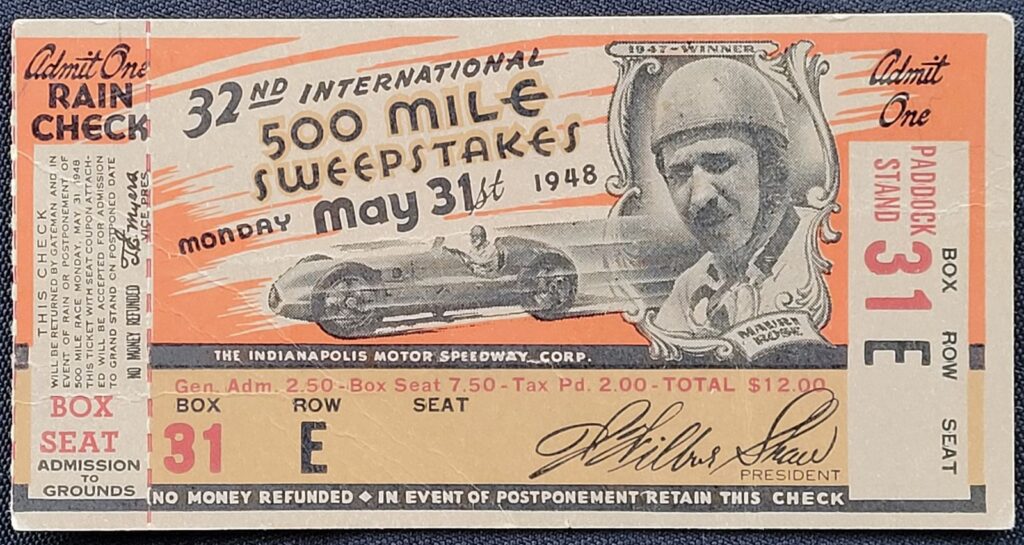 Admit One
RAIN
CHECK
THIS CHECK
WILL BE RETURNED BY GATEMAN AND IN
EVENT OF RAIN OR POSTPONEMENT OF
500 MILE RACE MONDAY, MAY, 31, 1948
THIS TICKET WITH SEAT COUPON ATTACH-
ED WILL BE ACCEPTED FOR ADMISSION
TO GRAND STAND ON POSTPONED DATE
NO MONEY REFUNDED
VICE PRES.
BOX
SEAT
ADMISSION
TO
GROUNDS
32ND INTERNATIONAL
500 MILE
SWEEPSTAKES
MONDAY May 31st 1948
1947-WINNER
MAURI
ROSE
THE INDIANAPOLIS MOTOR SPEEDWAY CORP.
Gen. Adm. 2.50-Box Seat 7.50-Tax Pd. 2.00-TOTAL $12.00
BOX ROW SEAT
31 E
W Wilbur Shaw
PRESIDENT
NO MONEY REFUNDED ◆ IN EVENT OF POSTPONEMENT RETAIN THIS CHECK
Admit
One
PADDOCK
STAND
BOX ROW SEAT
31 E